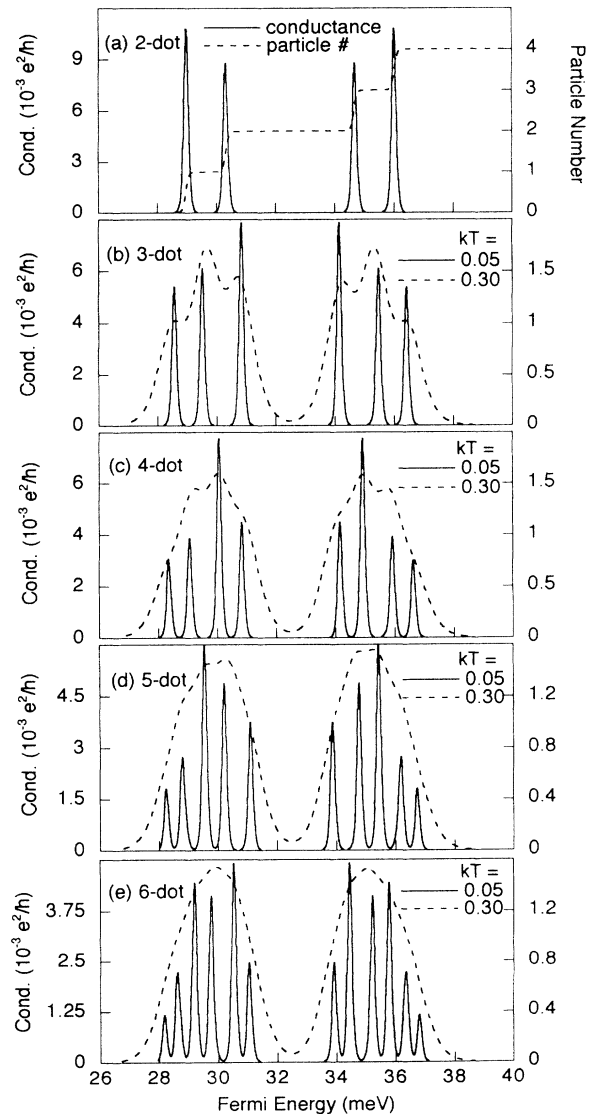 (a) 2-dot
conductance
particle #
Cond. (10⁻³ e²/h)
9
6
3
0
Particle Number
4
3
2
1
0
(b) 3-dot
kT =
0.05
0.30
Cond. (10⁻³ e²/h)
6
4
2
0
1.5
1
0.5
0
(c) 4-dot
kT =
0.05
0.30
Cond. (10⁻³ e²/h)
6
4
2
0
1.5
1
0.5
0
(d) 5-dot
kT =
0.05
0.30
Cond. (10⁻³ e²/h)
4.5
3
1.5
0
1.2
0.8
0.4
0
(e) 6-dot
kT =
0.05
0.30
Cond. (10⁻³ e²/h)
3.75
2.5
1.25
0
1.2
0.8
0.4
0
26 28 30 32 34 36 38 40
Fermi Energy (meV)